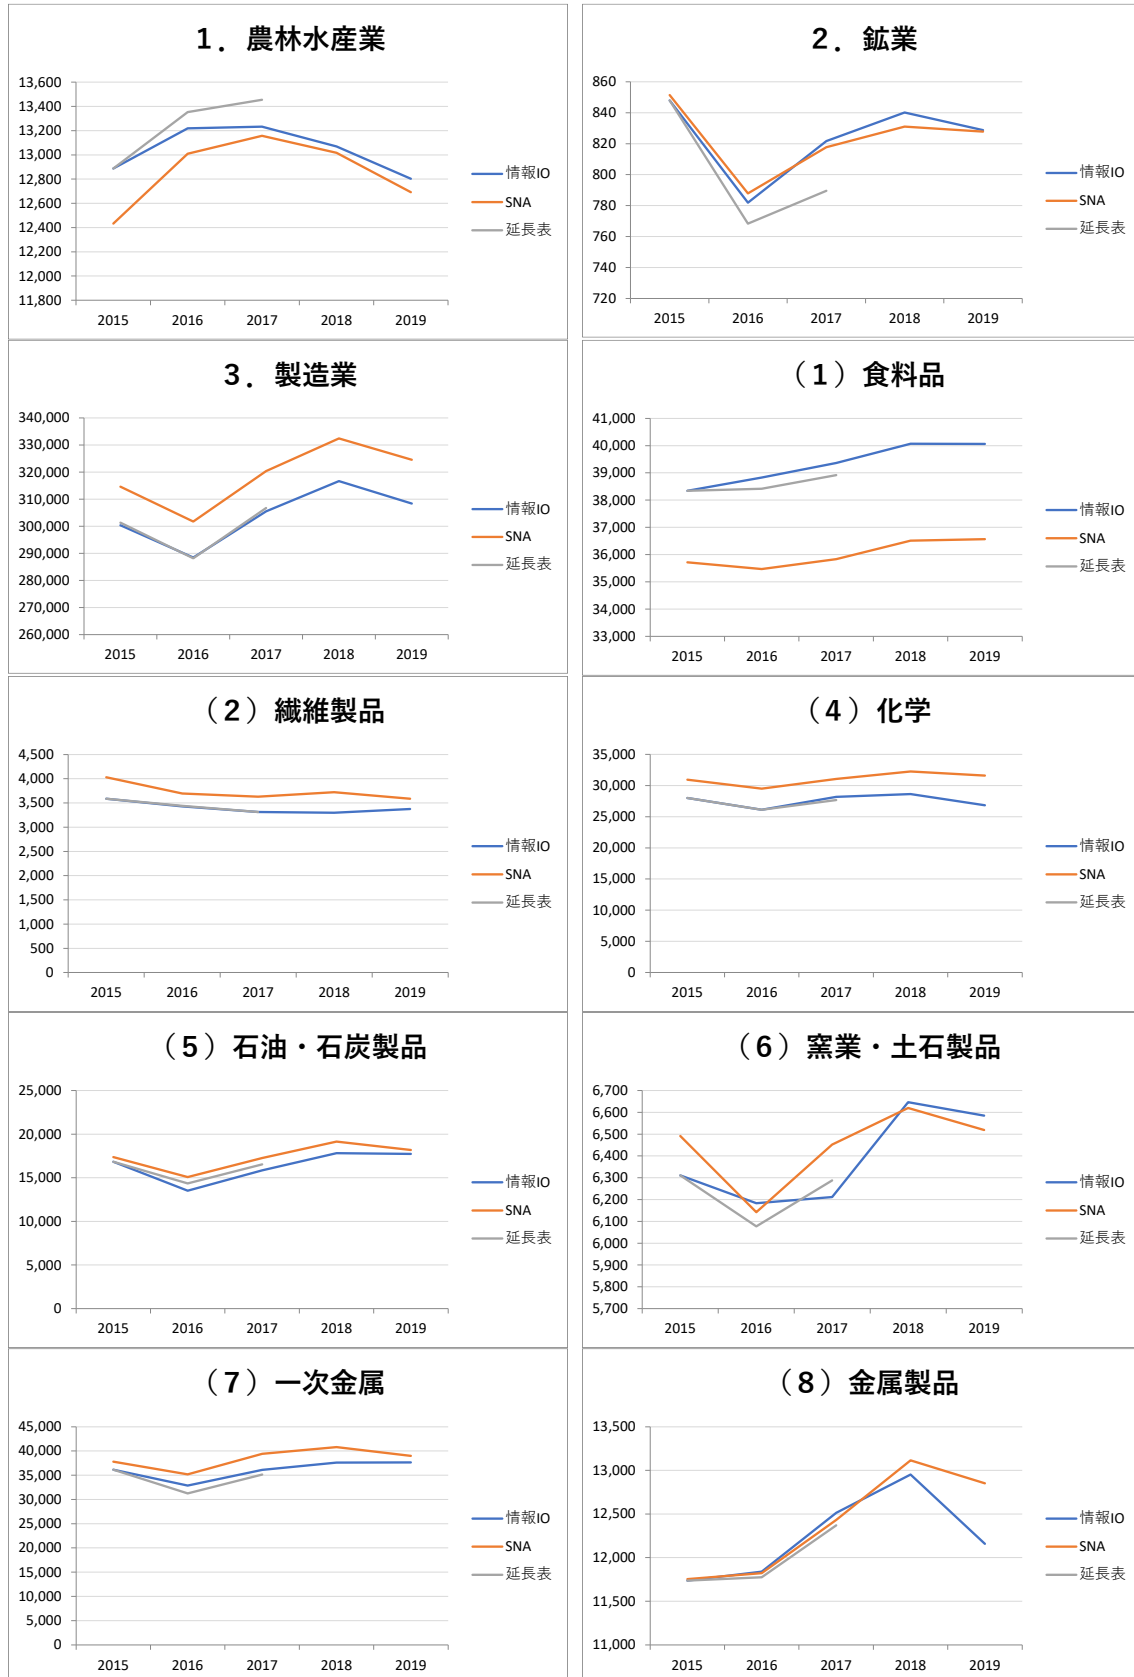 1．農林水産業
13,600
13,400
13,200
13,000
12,800
12,600
12,400
12,200
12,000
11,800
2015 2016 2017 2018 2019
情報IO
SNA
延長表
2．鉱業
860
840
820
800
780
760
740
720
2015 2016 2017 2018 2019
情報IO
SNA
延長表
3．製造業
340,000
330,000
320,000
310,000
300,000
290,000
280,000
270,000
260,000
2015 2016 2017 2018 2019
情報IO
SNA
延長表
（1）食料品
41,000
40,000
39,000
38,000
37,000
36,000
35,000
34,000
33,000
2015 2016 2017 2018 2019
情報IO
SNA
延長表
（2）繊維製品
4,500
4,000
3,500
3,000
2,500
2,000
1,500
1,000
500
0
2015 2016 2017 2018 2019
情報IO
SNA
延長表
（4）化学
35,000
30,000
25,000
20,000
15,000
10,000
5,000
0
2015 2016 2017 2018 2019
情報IO
SNA
延長表
（5）石油・石炭製品
25,000
20,000
15,000
10,000
5,000
0
2015 2016 2017 2018 2019
情報IO
SNA
延長表
（6）窯業・土石製品
6,700
6,600
6,500
6,400
6,300
6,200
6,100
6,000
5,900
5,800
5,700
2015 2016 2017 2018 2019
情報IO
SNA
延長表
（7）一次金属
45,000
40,000
35,000
30,000
25,000
20,000
15,000
10,000
5,000
0
2015 2016 2017 2018 2019
情報IO
SNA
延長表
（8）金属製品
13,500
13,000
12,500
12,000
11,500
11,000
2015 2016 2017 2018 2019
情報IO
SNA
延長表